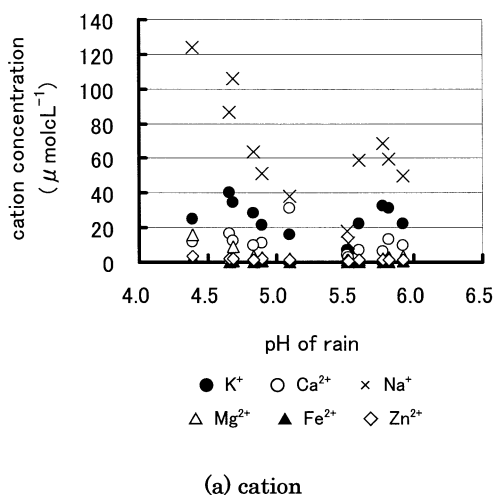 cation concentration
(μ molcL⁻¹)
140
120
100
80
60
40
20
0
4.0 4.5 5.0 5.5 6.0 6.5
pH of rain
K⁺ Ca²⁺ Na⁺
Mg²⁺ Fe²⁺ Zn²⁺
(a) cation